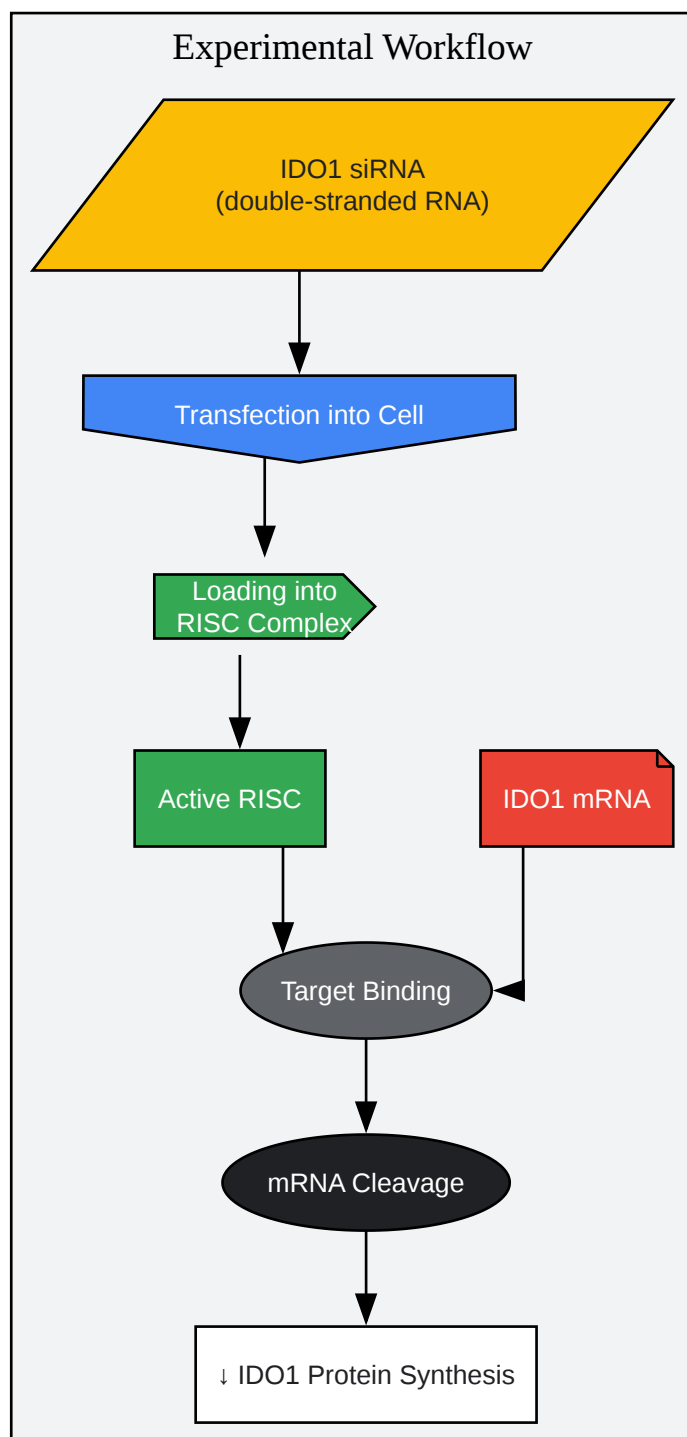 Experimental Workflow
IDO1 siRNA
(double-stranded RNA)
Transfection into Cell
Loading into
RISC Complex
Active RISC
IDO1 mRNA
Target Binding
mRNA Cleavage
↓ IDO1 Protein Synthesis